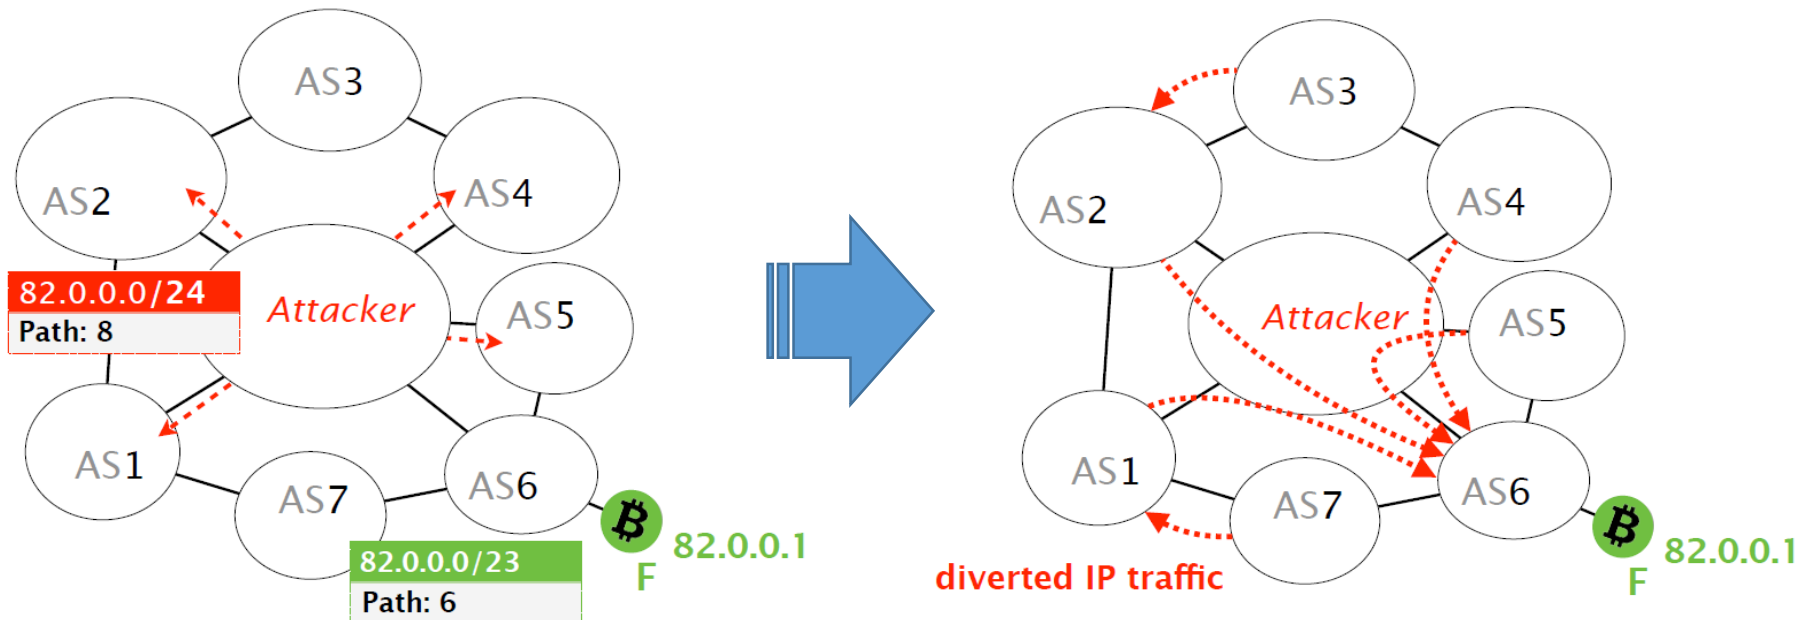 AS3
AS2
AS4
82.0.0.0/24
Path: 8
Attacker
AS5
AS1
AS7
AS6
82.0.0.0/23
Path: 6
82.0.0.1
F
AS3
AS2
AS4
Attacker
AS5
AS1
AS7
AS6
82.0.0.1
F
diverted IP traffic